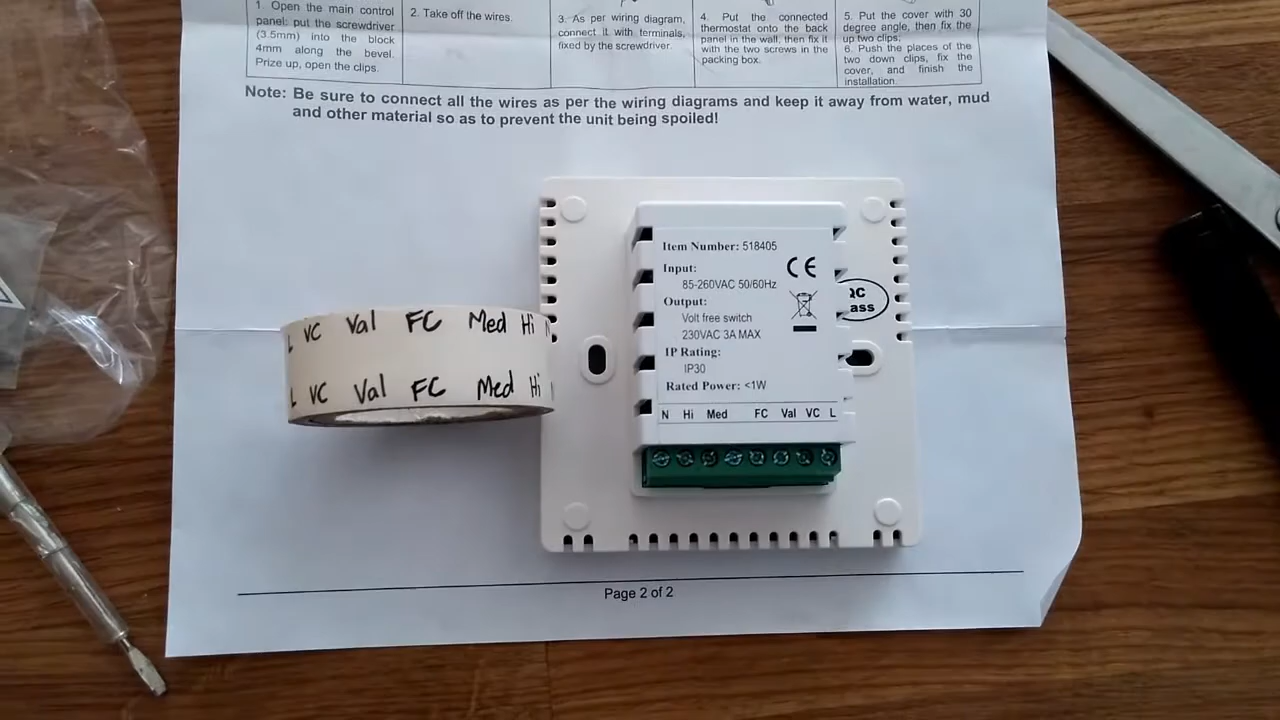 1. Open the main control
panel: put the screwdriver
(3.5mm) into the block
4mm along the bevel.
Prize up, open the clips.
2. Take off the wires.
3. As per wiring diagram,
connect it with terminals,
fixed by the screwdriver.
4. Put the connected
thermostat onto the back
panel in the wall, then fix it
with the two screws in the
packing box.
5. Put the cover with 30
degree angle, then fix the
up two clips.
6. Push the places of the
two down clips, fix the
cover, and finish the
installation.
Note: Be sure to connect all the wires as per the wiring diagrams and keep it away from water, mud
and other material so as to prevent the unit being spoiled!
Item Number: 518405
Input:
85-260VAC 50/60Hz
Output:
Volt free switch
230VAC 3A MAX
IP Rating:
IP30
Rated Power: <1W
N Hi Med FC Val VC L
CE
QC
ass
L VC Val FC Med Hi
L VC Val FC Med Hi
Page 2 of 2